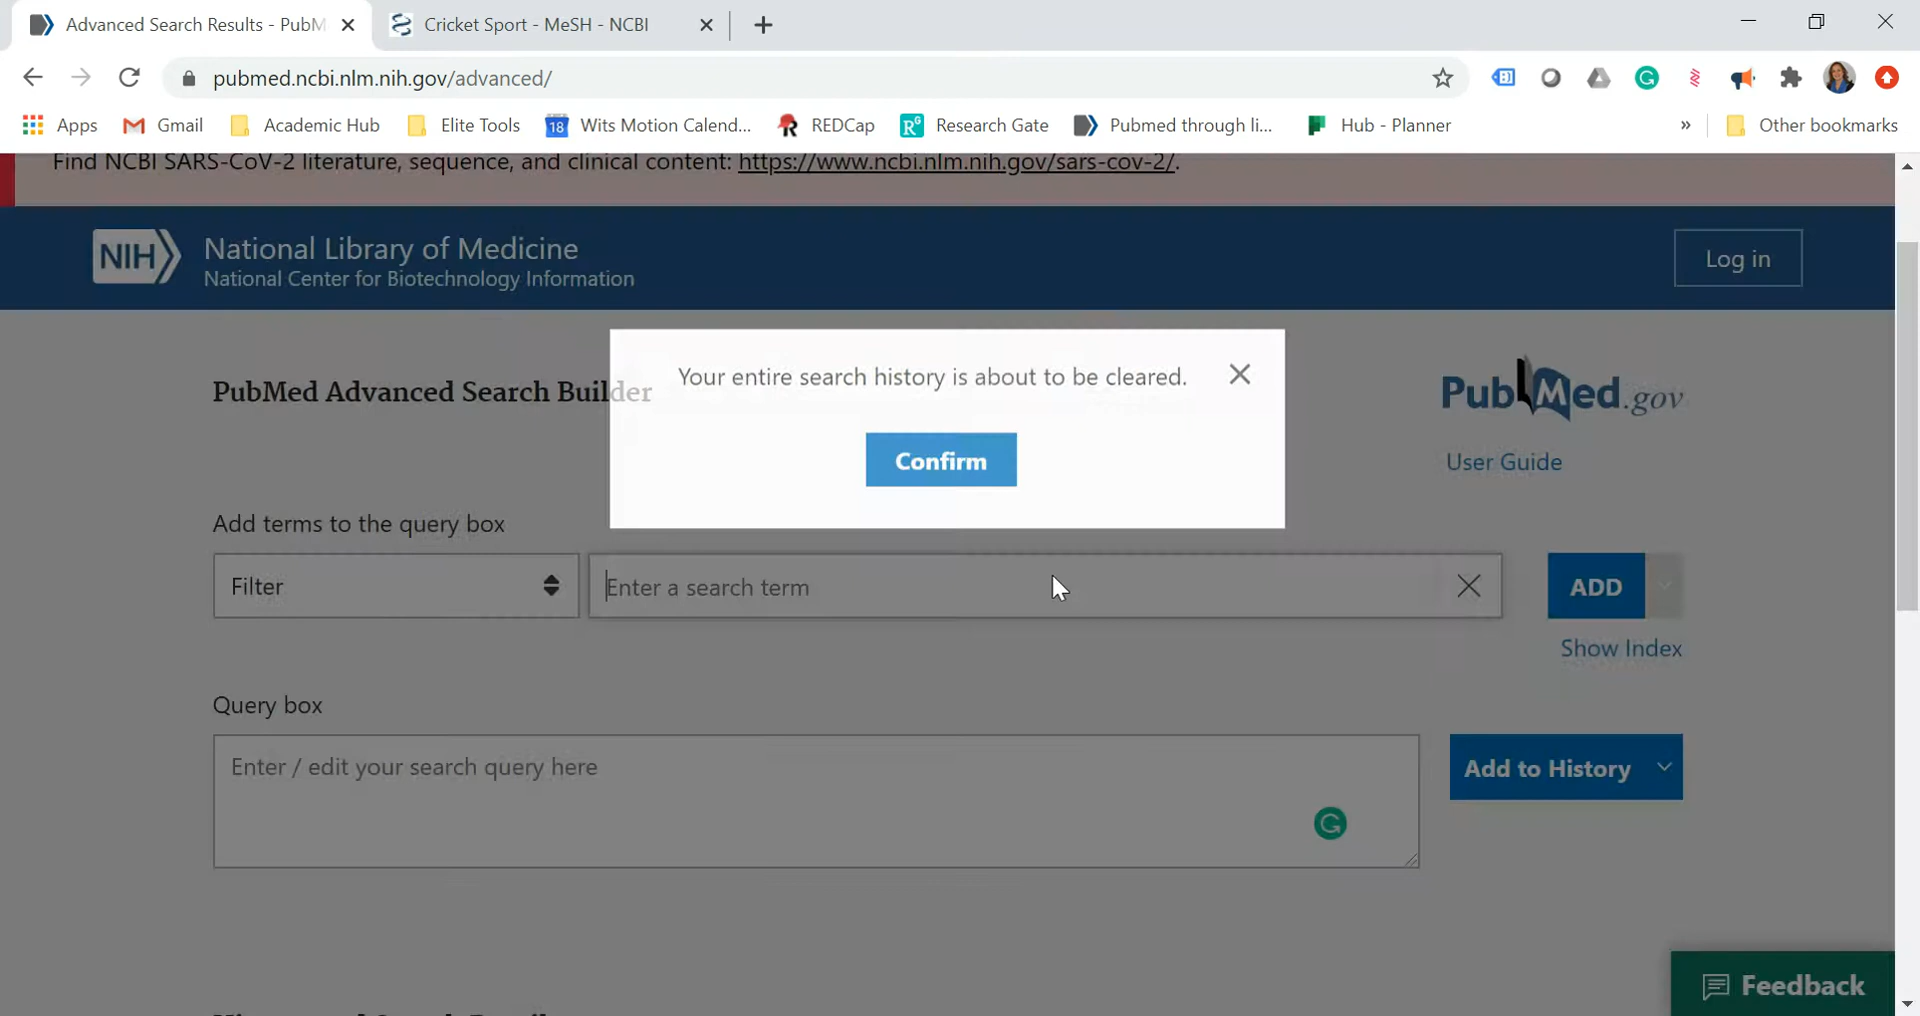 Advanced Search Results - PubM
Cricket Sport - MeSH - NCBI
pubmed.ncbi.nlm.nih.gov/advanced/
Apps
Gmail
Academic Hub
Elite Tools
18
Wits Motion Calend...
REDCap
Research Gate
Pubmed through li...
Hub - Planner
»
Other bookmarks
Find NCBI SARS-CoV-2 literature, sequence, and clinical content: https://www.ncbi.nlm.nih.gov/sars-cov-2/.
NIH
National Library of Medicine
National Center for Biotechnology Information
Log in
Your entire search history is about to be cleared.
PubMed Advanced Search Builder
PubMed.gov
Confirm
User Guide
Add terms to the query box
Filter
Enter a search term
ADD
Show Index
Query box
Enter / edit your search query here
Add to History
Feedback